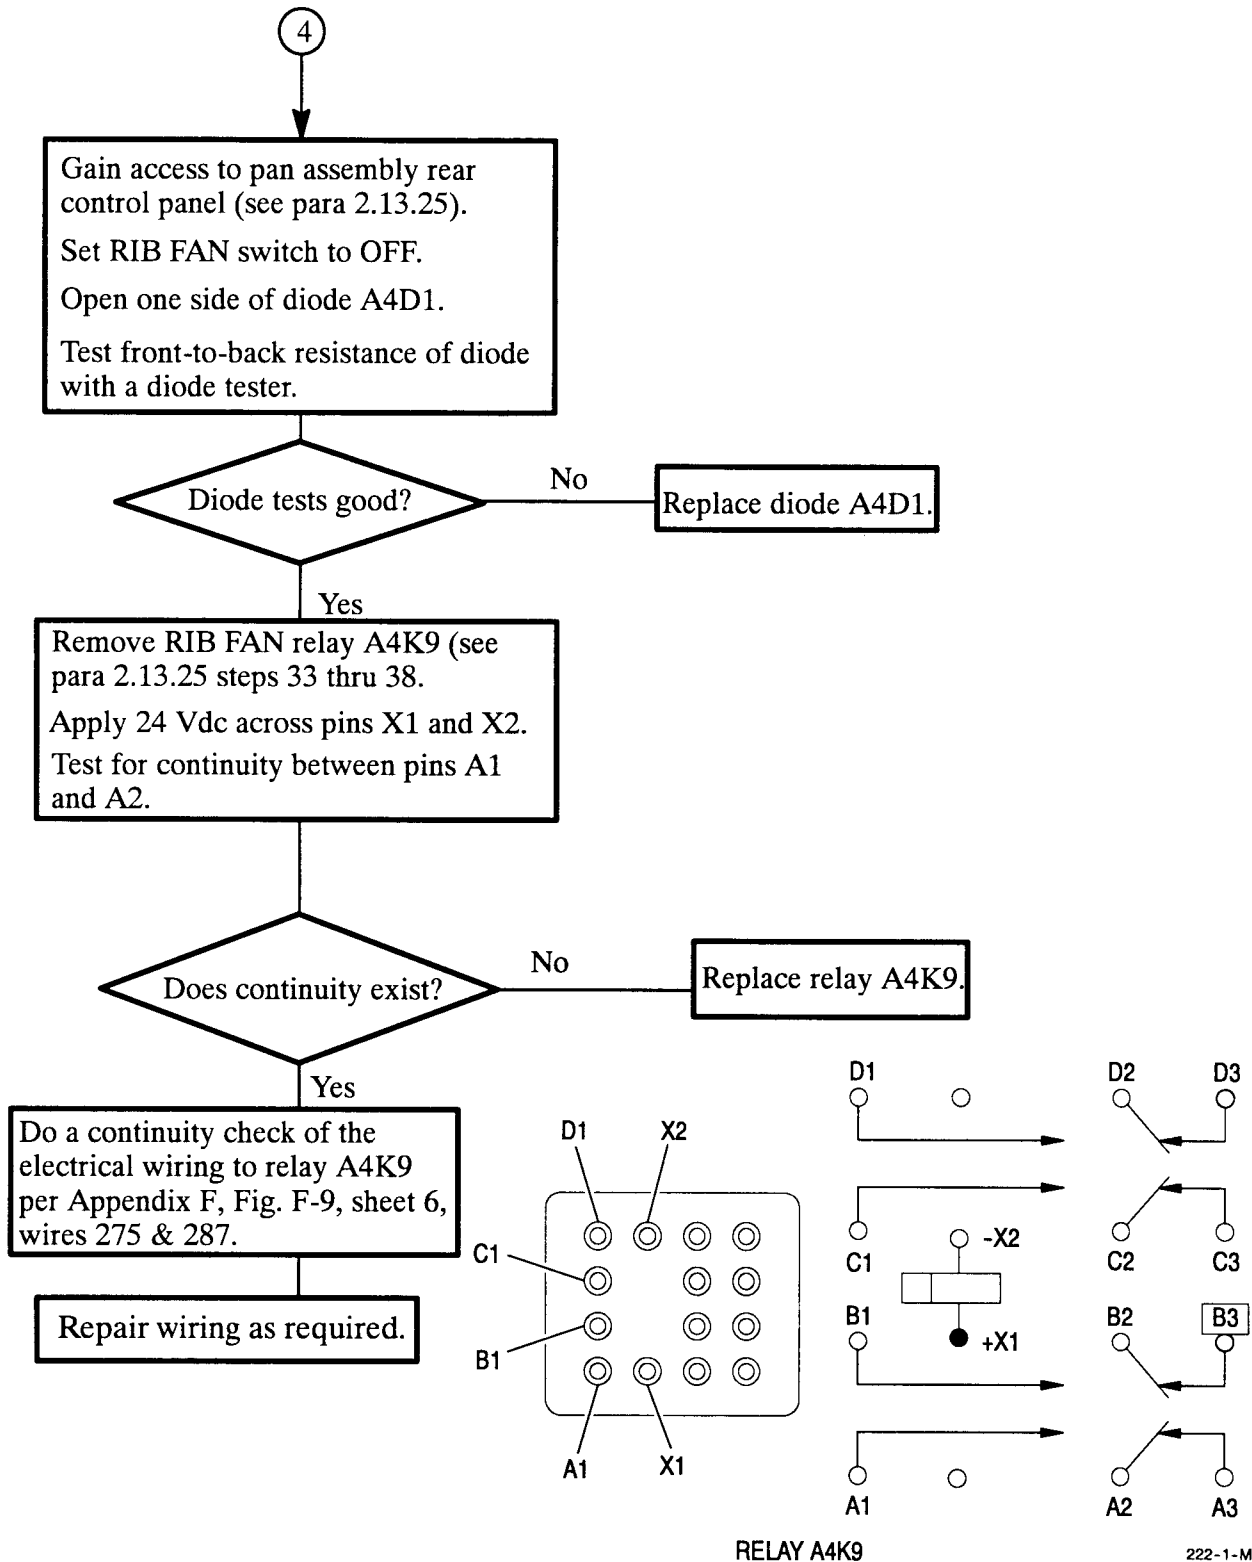 4
Gain access to pan assembly rear
control panel (see para 2.13.25).
Set RIB FAN switch to OFF.
Open one side of diode A4D1.
Test front-to-back resistance of diode
with a diode tester.
Diode tests good?
No
Replace diode A4D1.
Yes
Remove RIB FAN relay A4K9 (see
para 2.13.25 steps 33 thru 38.
Apply 24 Vdc across pins X1 and X2.
Test for continuity between pins A1
and A2.
Does continuity exist?
No
Replace relay A4K9.
Yes
Do a continuity check of the
electrical wiring to relay A4K9
per Appendix F, Fig. F-9, sheet 6,
wires 275 & 287.
Repair wiring as required.
D1 X2
C1
B1
A1 X1
D1 D2 D3
C1 -X2 C2 C3
B1 +X1 B2 B3
A1 A2 A3
RELAY A4K9
222-1-M